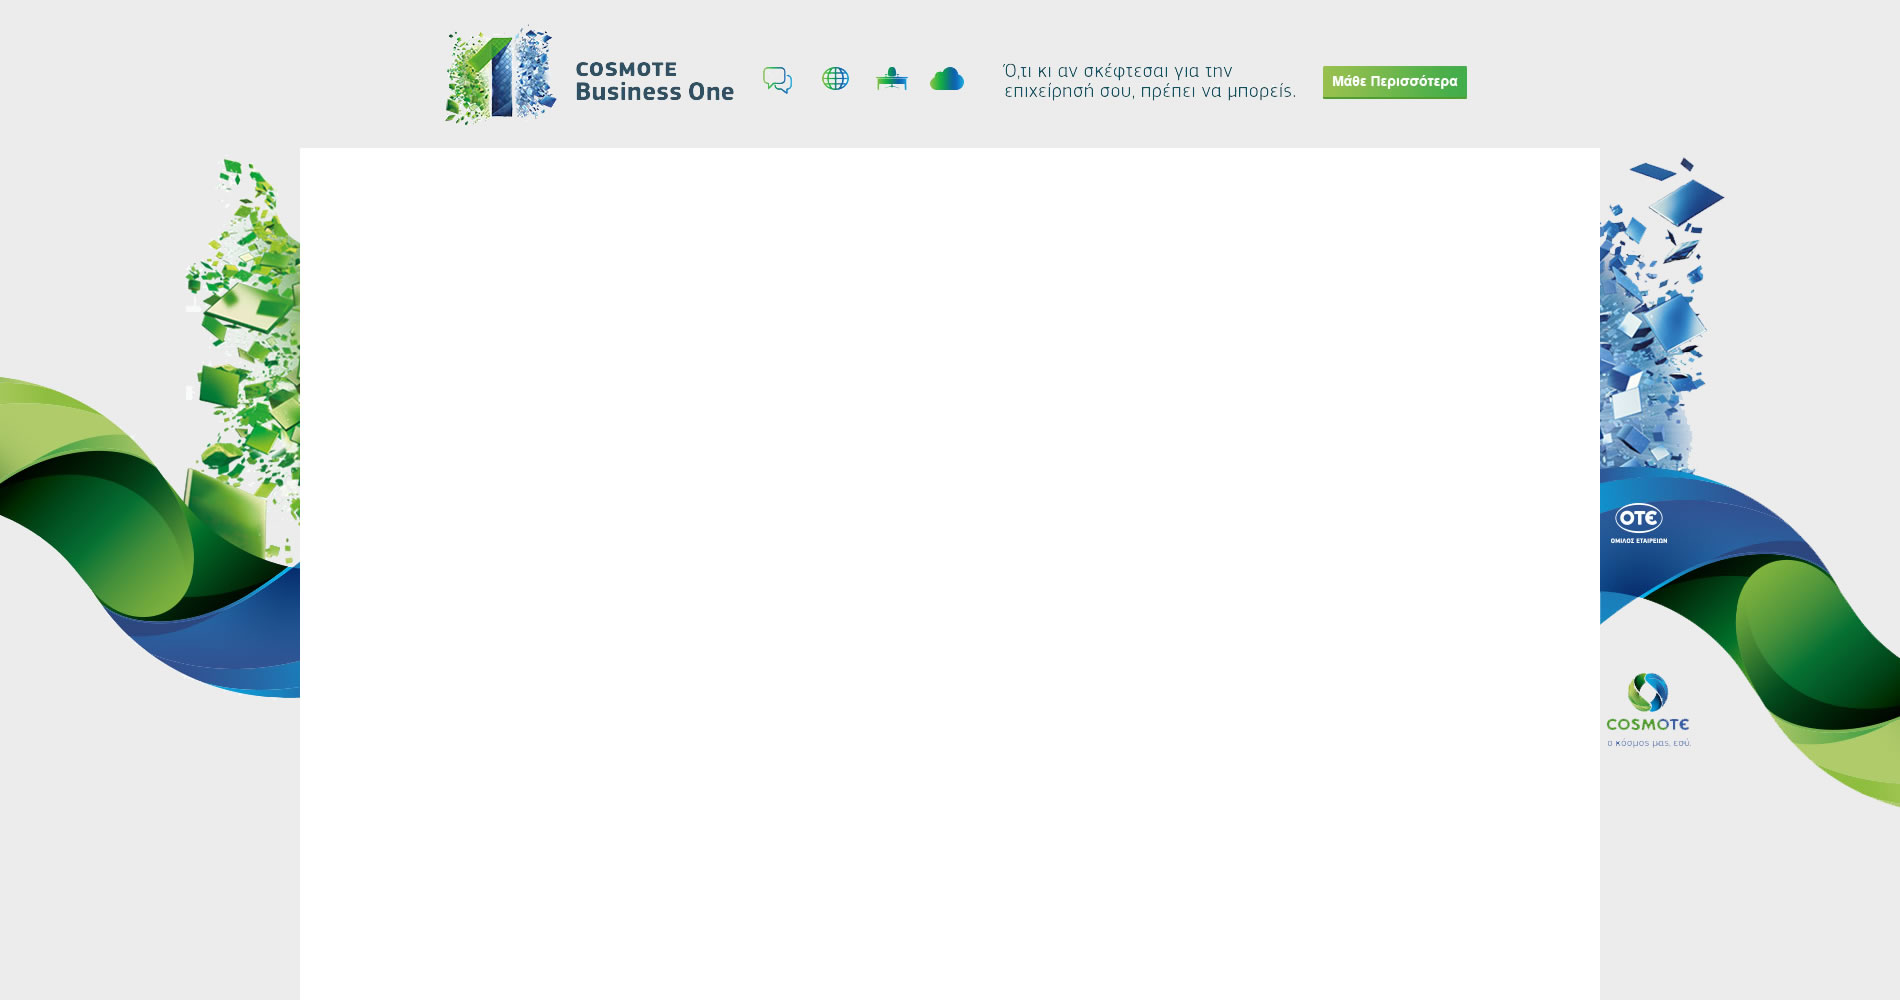 COSMOTE
Business One
Ό,τι κι αν σκέφτεσαι για την
επιχείρησή σου, πρέπει να μπορείς.
Μάθε Περισσότερα
ΟΤΕ
ΟΜΙΛΟΣ ΕΤΑΙΡΕΙΩΝ
COSMOTE
ο κόσμος μας, εσύ.